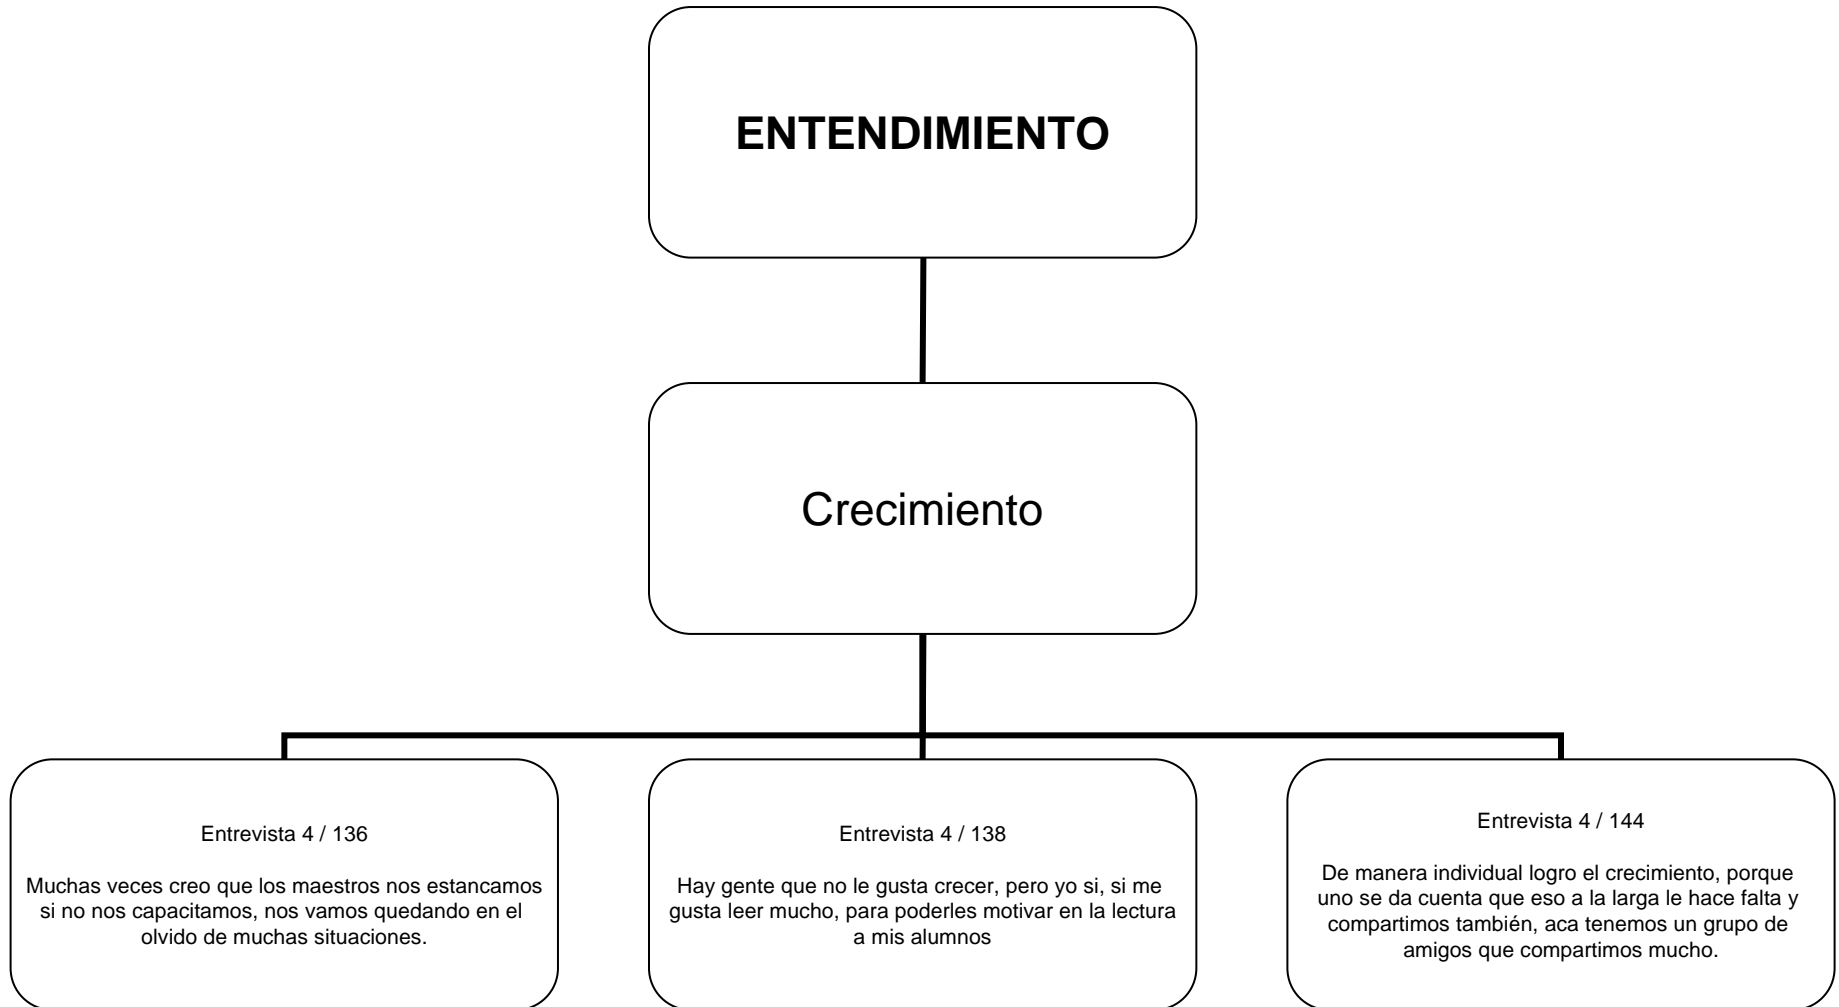 ENTENDIMIENTO
Crecimiento
Entrevista 4 / 136
Muchas veces creo que los maestros nos estancamos
si no nos capacitamos, nos vamos quedando en el
olvido de muchas situaciones.
Entrevista 4 / 138
Hay gente que no le gusta crecer, pero yo si, si me
gusta leer mucho, para poderles motivar en la lectura
a mis alumnos
Entrevista 4 / 144
De manera individual logro el crecimiento, porque
uno se da cuenta que eso a la larga le hace falta y
compartimos también, aca tenemos un grupo de
amigos que compartimos mucho.